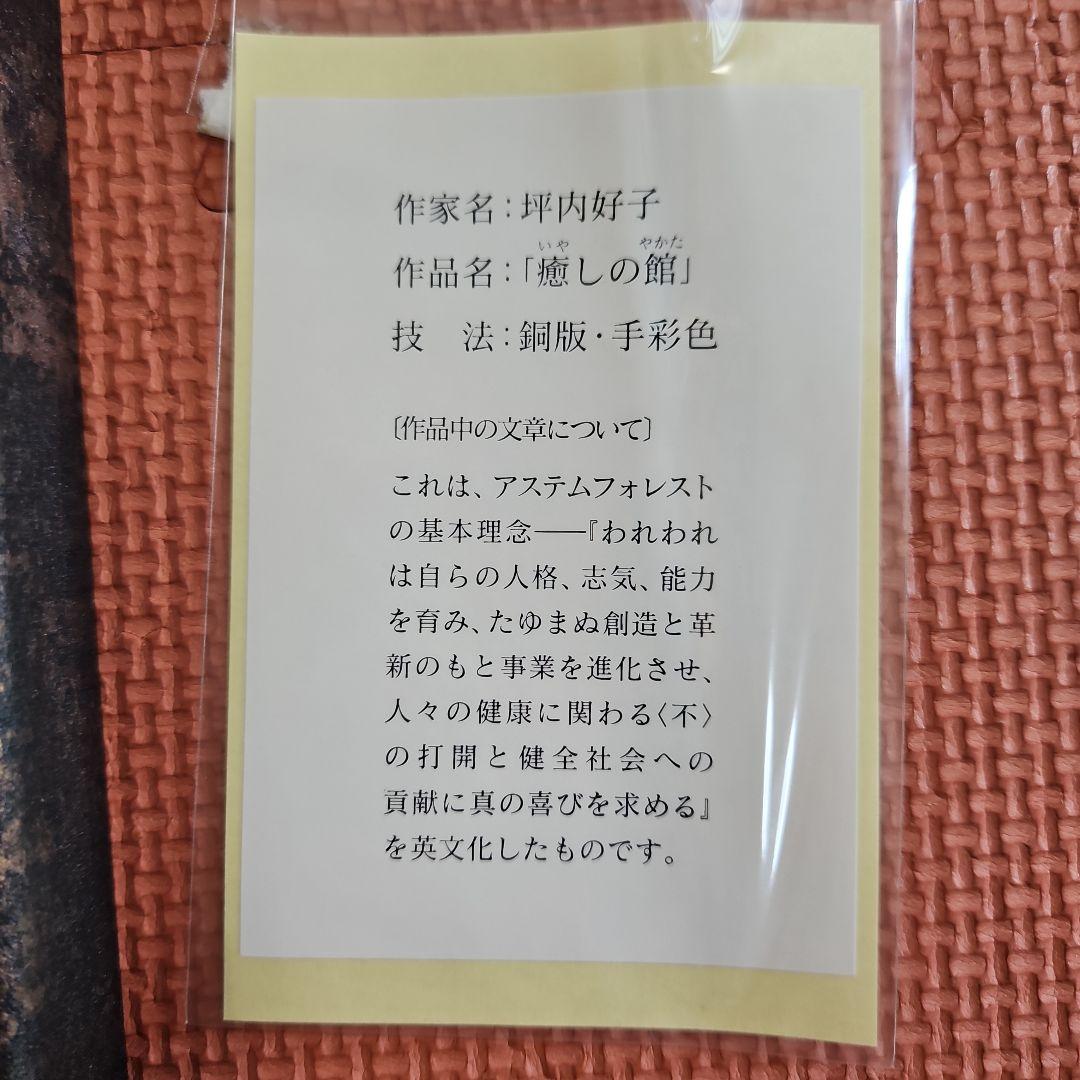 作家名：坪内好子
作品名：「癒しの館」
技　法：銅版・手彩色
〔作品中の文章について〕
これは、アステムフォレスト
の基本理念──『われわれ
は自らの人格、志気、能力
を育み、たゆまぬ創造と革
新のもと事業を進化させ、
人々の健康に関わる〈不〉
の打開と健全社会への
貢献に真の喜びを求める』
を英文化したものです。